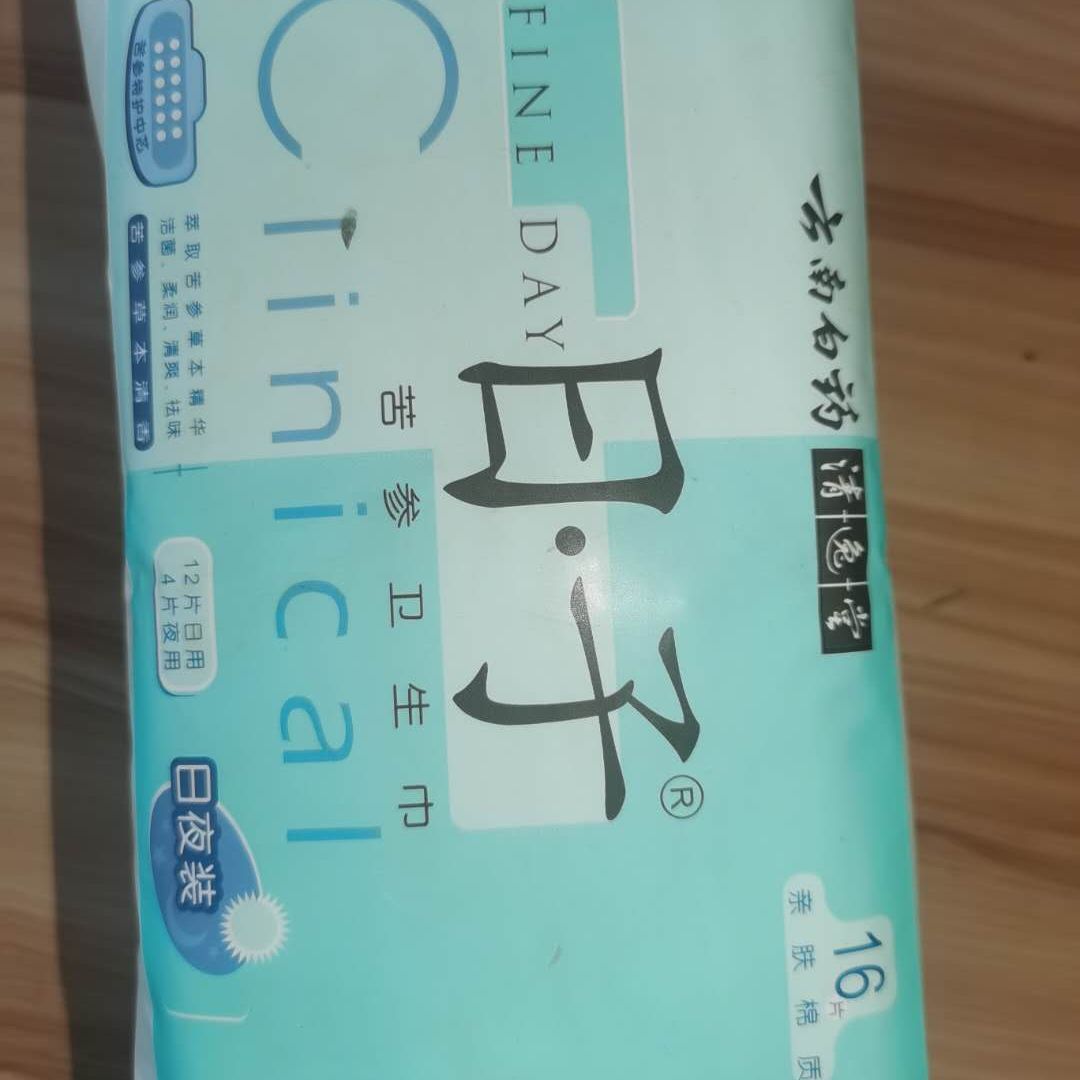 云南白药
清逸堂
16片
亲肤棉质
FINE DAY
日·子®
苦参卫生巾
Clinical
苦参特护中芯
萃取苦参草本精华
洁菌、柔润、清爽、祛味
苦参草本清香
12片日用
4片夜用
日夜装